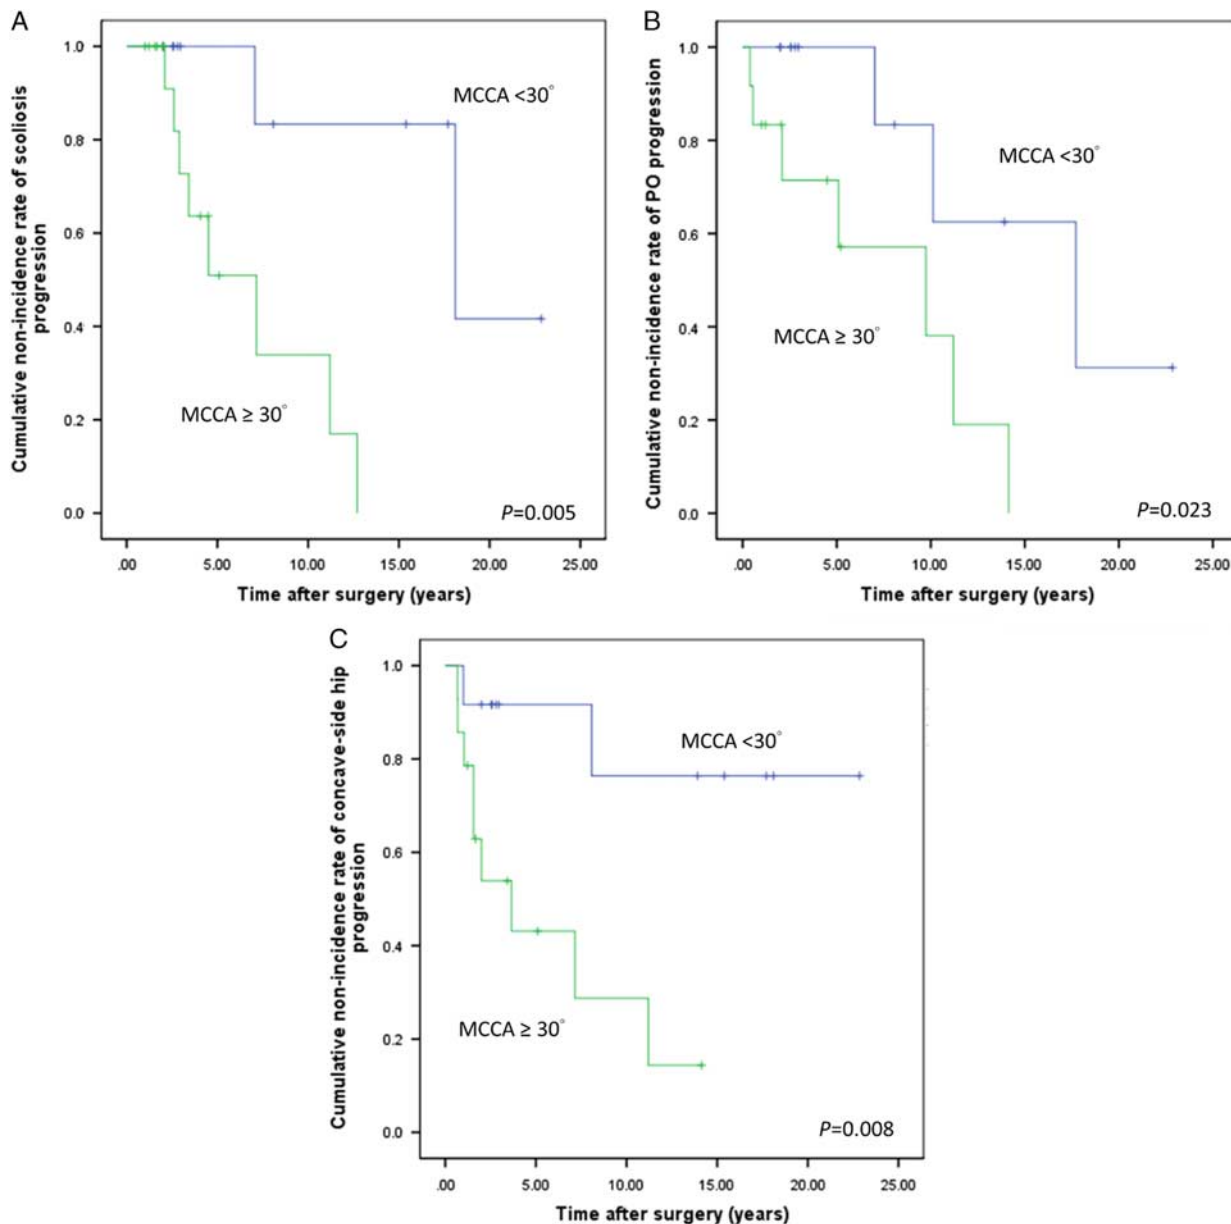 A
Cumulative non-incidence rate of scoliosis
progression
1.0
0.8
0.6
0.4
0.2
0.0
MCCA <30°
MCCA ≥ 30°
P=0.005
.00 5.00 10.00 15.00 20.00 25.00
Time after surgery (years)
B
Cumulative non-incidence rate of PO progression
1.0
0.8
0.6
0.4
0.2
0.0
MCCA <30°
MCCA ≥ 30°
P=0.023
.00 5.00 10.00 15.00 20.00 25.00
Time after surgery (years)
C
Cumulative non-incidence rate of concave-side hip
progression
1.0
0.8
0.6
0.4
0.2
0.0
MCCA <30°
MCCA ≥ 30°
P=0.008
.00 5.00 10.00 15.00 20.00 25.00
Time after surgery (years)